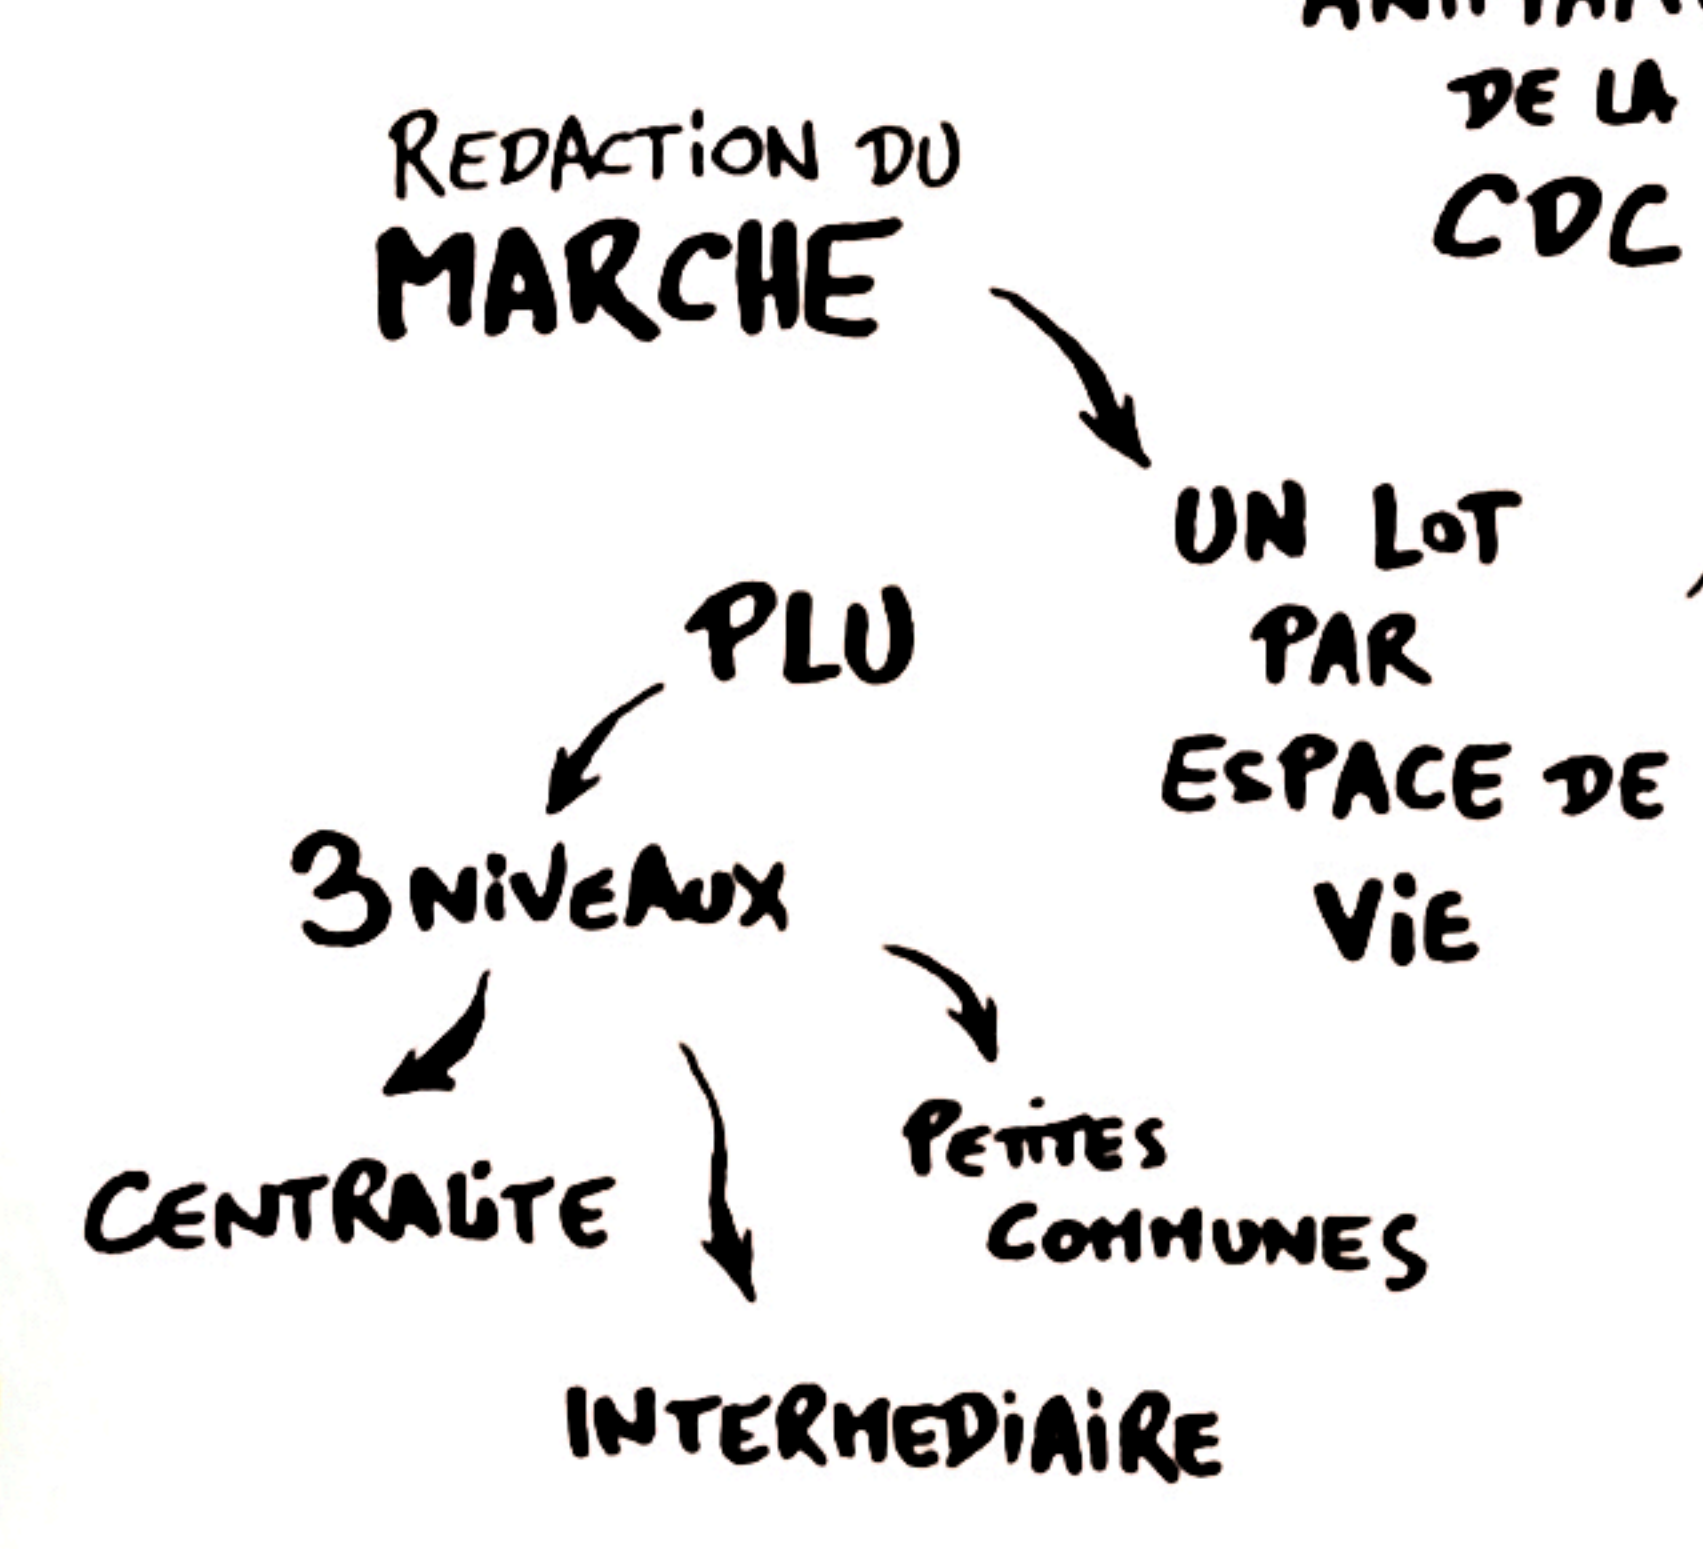 DE LA
CDC
REDACTION DU
MARCHE
UN LOT
PAR
ESPACE DE
VIE
PLU
3 NIVEAUX
CENTRALITE
PETITES
COMMUNES
INTERMEDIAIRE